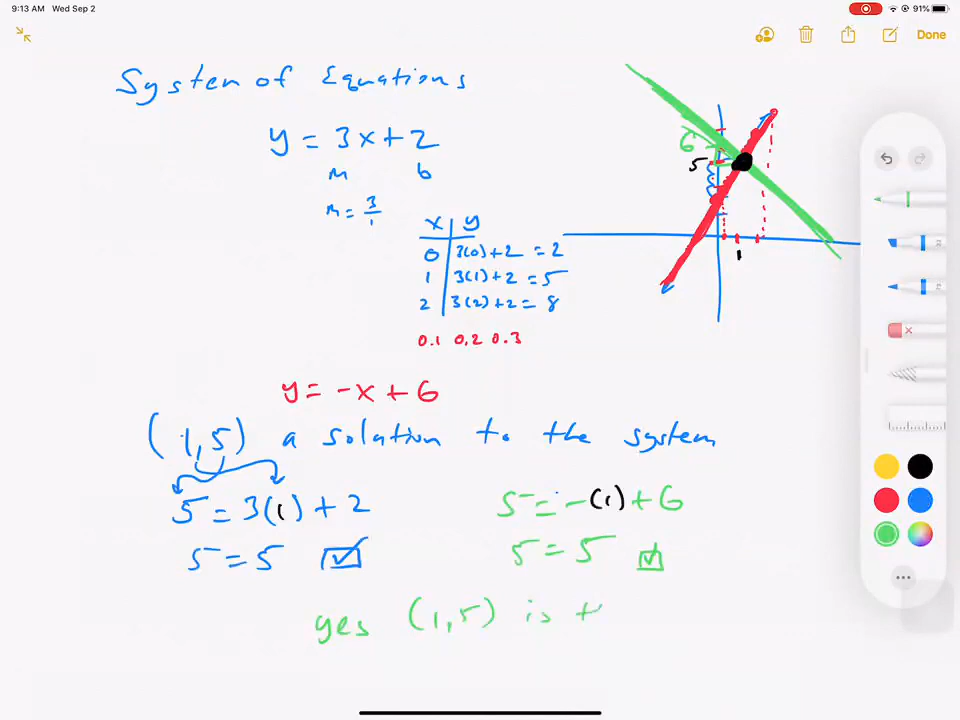 9:13 AM Wed Sep 2
91%
Done
System of Equations
y = 3x + 2
m b
m = 3/1
x y
0 3(0)+2 = 2
1 3(1)+2 = 5
2 3(2)+2 = 8
0.1 0.2 0.3
6
5
1
y = -x + 6
(1,5) a solution to the system
5 = 3(1) + 2
5 = -(1) + 6
5 = 5
5 = 5
yes (1,5) is t